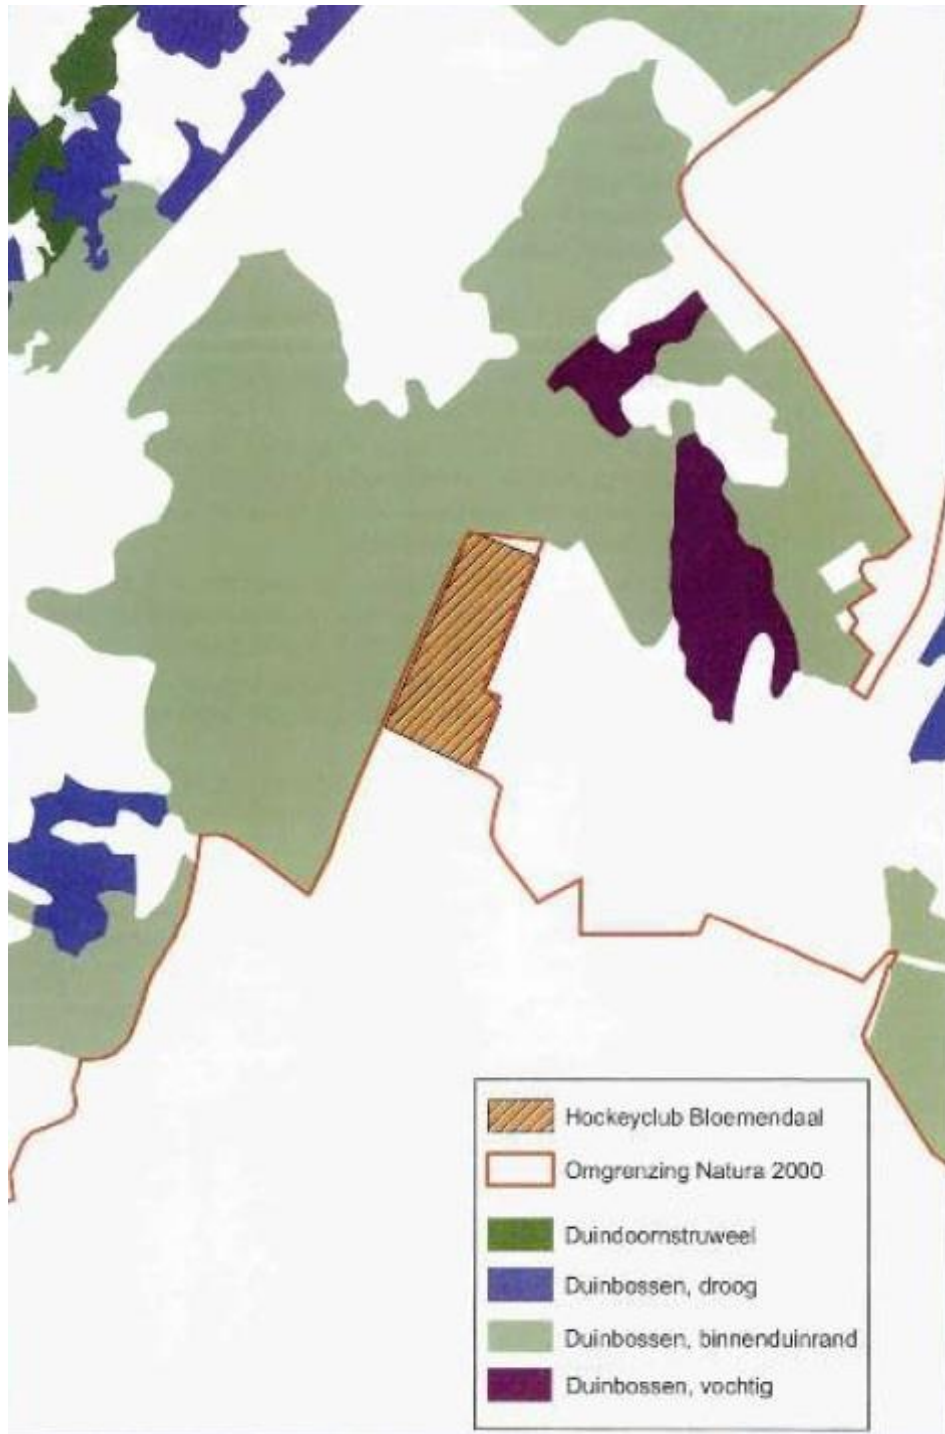 Hockeyclub Bloemendaal
Omgrenzing Natura 2000
Duindoornstruweel
Duinbossen, droog
Duinbossen, binnenduinrand
Duinbossen, vochtig